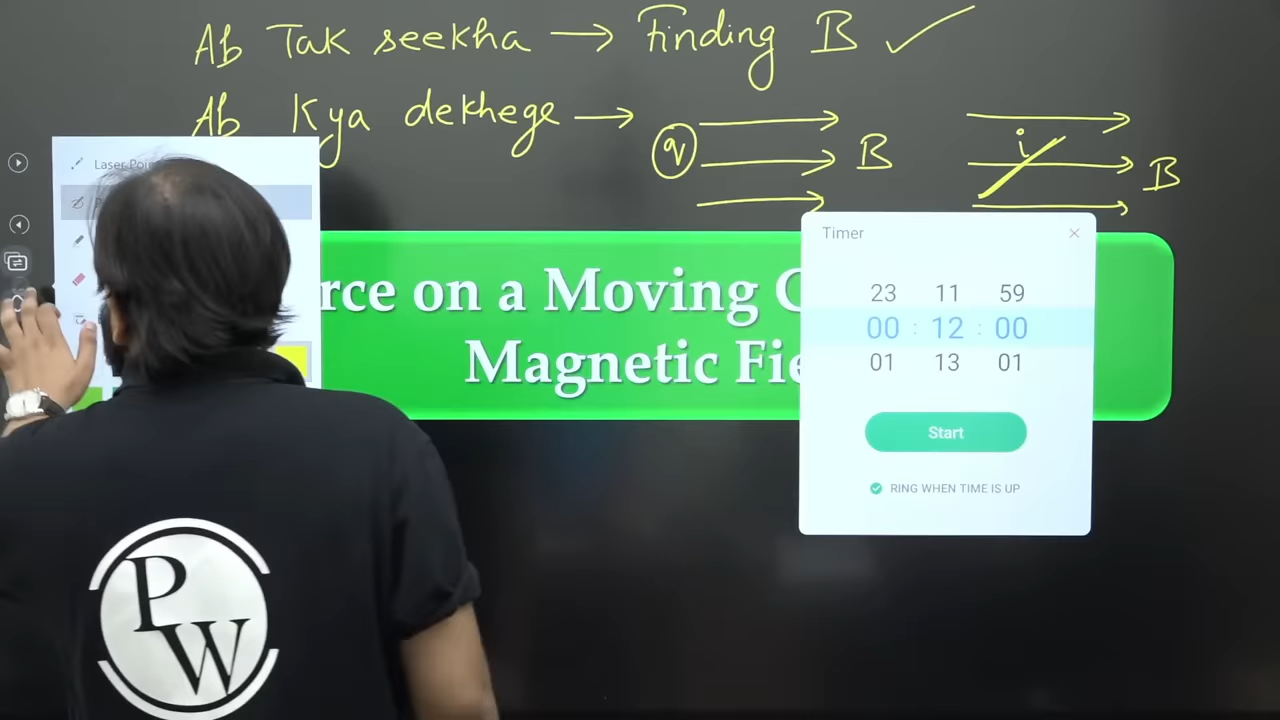 Ab Tak seekha → Finding B ✓
Ab Kya dekhege →
q B i B
Laser
Timer
rce on a Moving
Magnetic Fie
23 11 59
00 : 12 : 00
01 13 01
Start
RING WHEN TIME IS UP
PW